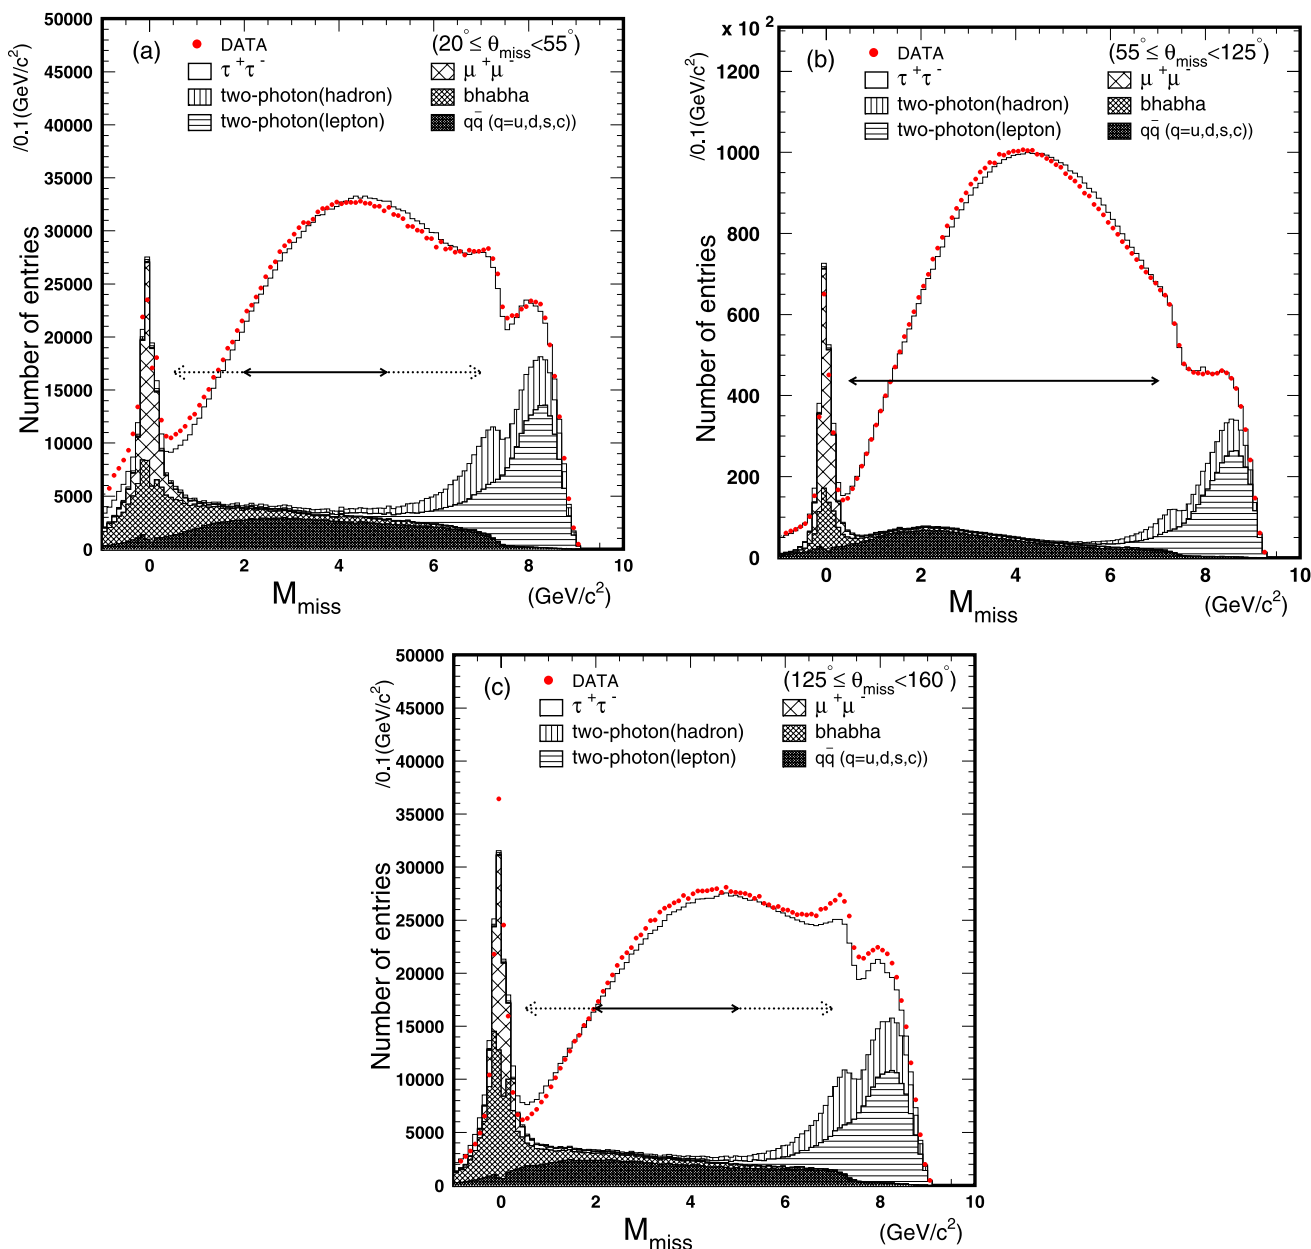 50000
45000
40000
35000
30000
25000
20000
15000
10000
5000
0
0 2 4 6 8 10
Number of entries /0.1(GeV/c²)
(a)
DATA (20°≤ θmiss<55°)
τ⁺τ⁻ μ⁺μ⁻
two-photon(hadron) bhabha
two-photon(lepton) qq̄ (q=u,d,s,c))
Mmiss (GeV/c²)
x 10²
1200
1000
800
600
400
200
0
0 2 4 6 8 10
Number of entries /0.1(GeV/c²)
(b)
DATA (55°≤ θmiss<125°)
τ⁺τ⁻ μ⁺μ⁻
two-photon(hadron) bhabha
two-photon(lepton) qq̄ (q=u,d,s,c))
Mmiss (GeV/c²)
50000
45000
40000
35000
30000
25000
20000
15000
10000
5000
0
0 2 4 6 8 10
Number of entries /0.1(GeV/c²)
(c)
DATA (125°≤ θmiss<160°)
τ⁺τ⁻ μ⁺μ⁻
two-photon(hadron) bhabha
two-photon(lepton) qq̄ (q=u,d,s,c))
Mmiss (GeV/c²)